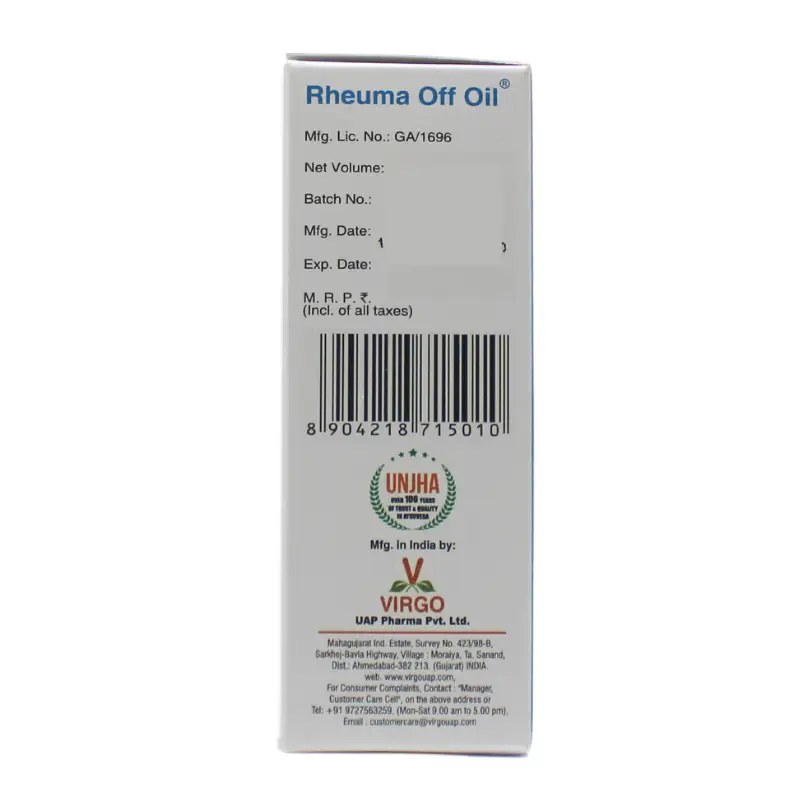 Rheuma Off Oil®
Mfg. Lic. No.: GA/1696
Net Volume:
Batch No.:
Mfg. Date:
Exp. Date:
M. R. P. ₹.
(Incl. of all taxes)
8 904218 715010
UNJHA
OVER 100 YEARS
OF TRUST & QUALITY
IN AYURVEDA
Mfg. in India by:
V
VIRGO
UAP Pharma Pvt. Ltd.
Mahagujarat Ind. Estate, Survey No. 423/98-B,
Sarkhej-Bavla Highway, Village : Moraiya, Ta. Sanand,
Dist.: Ahmedabad-382 213. (Gujarat) INDIA.
web. www.virgouap.com,
For Consumer Complaints, Contact : "Manager,
Customer Care Cell", on the above address or
Tel: +91 9727563259, (Mon-Sat 9.00 am to 5.00 pm),
Email : customercare@virgouap.com